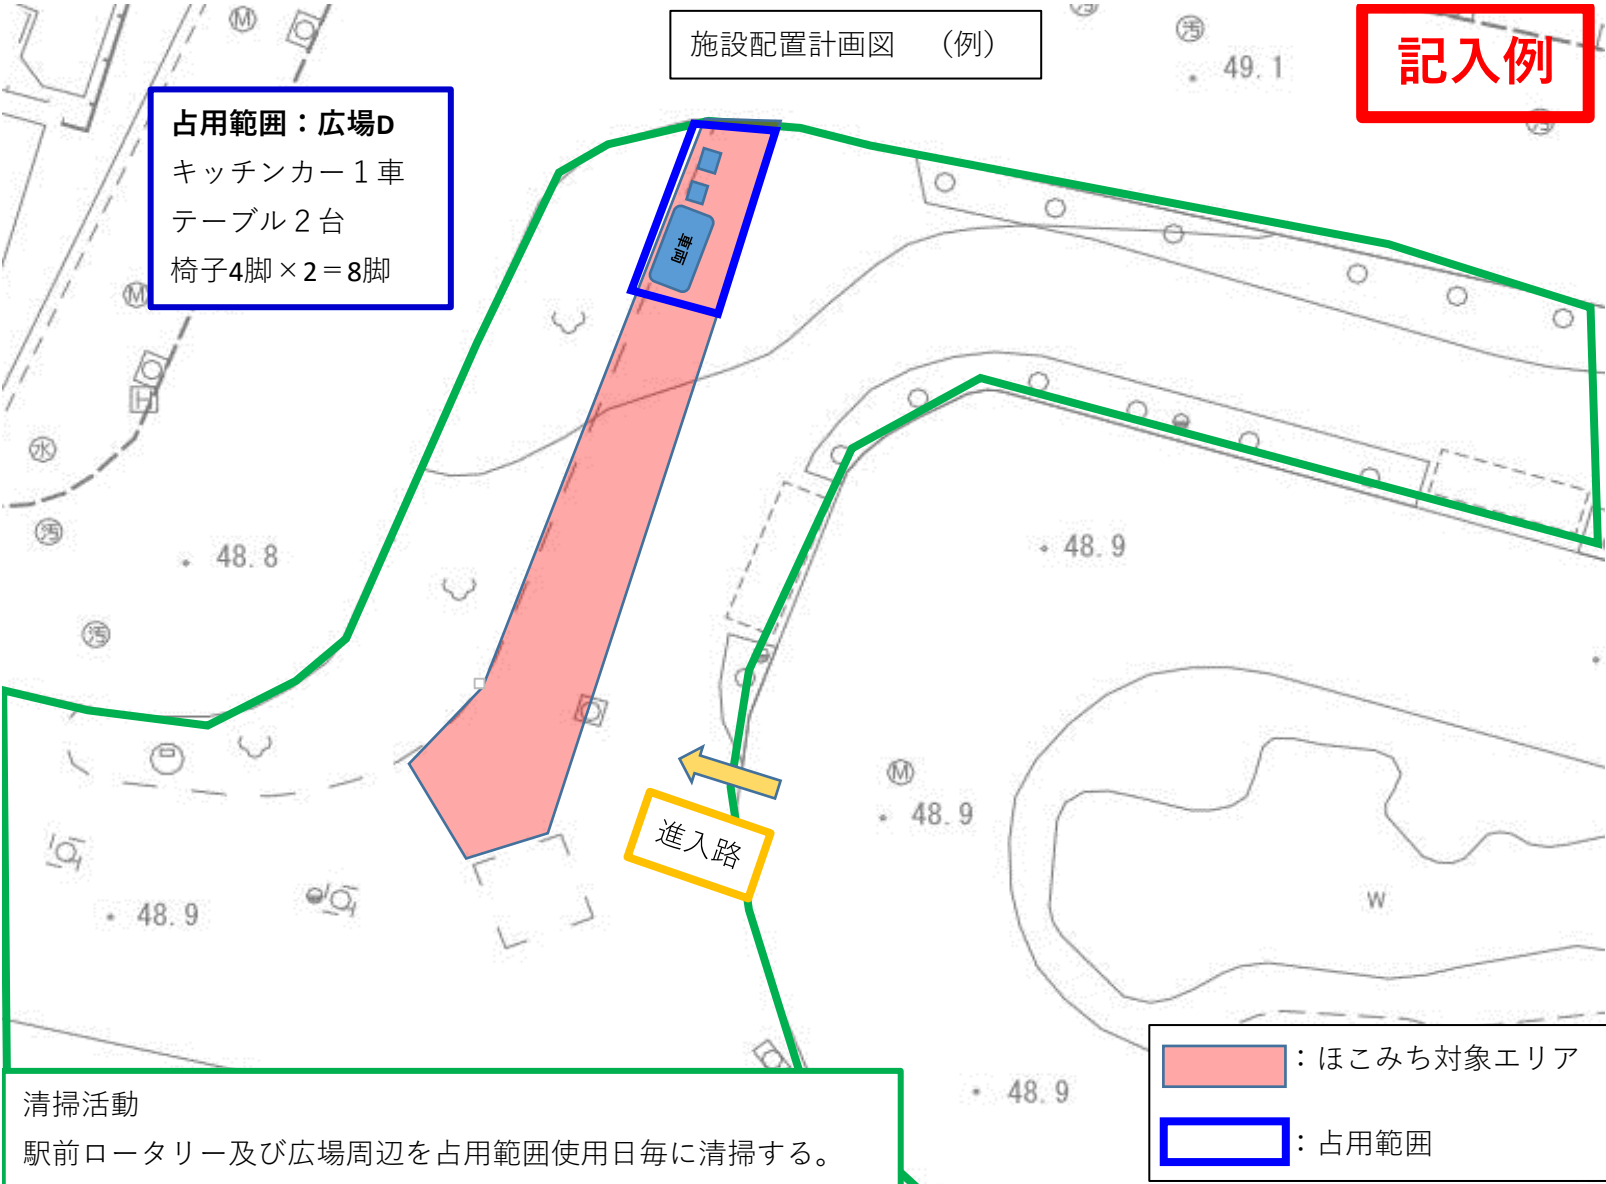 施設配置計画図　（例）
記入例
占用範囲：広場D
キッチンカー１車
テーブル２台
椅子4脚×2＝8脚
M
汚
49.1
汚
M
車両
H
水
汚
48.8
48.9
汚
M
48.9
進入路
48.9
W
48.9
：ほこみち対象エリア
：占用範囲
清掃活動
駅前ロータリー及び広場周辺を占用範囲使用日毎に清掃する。